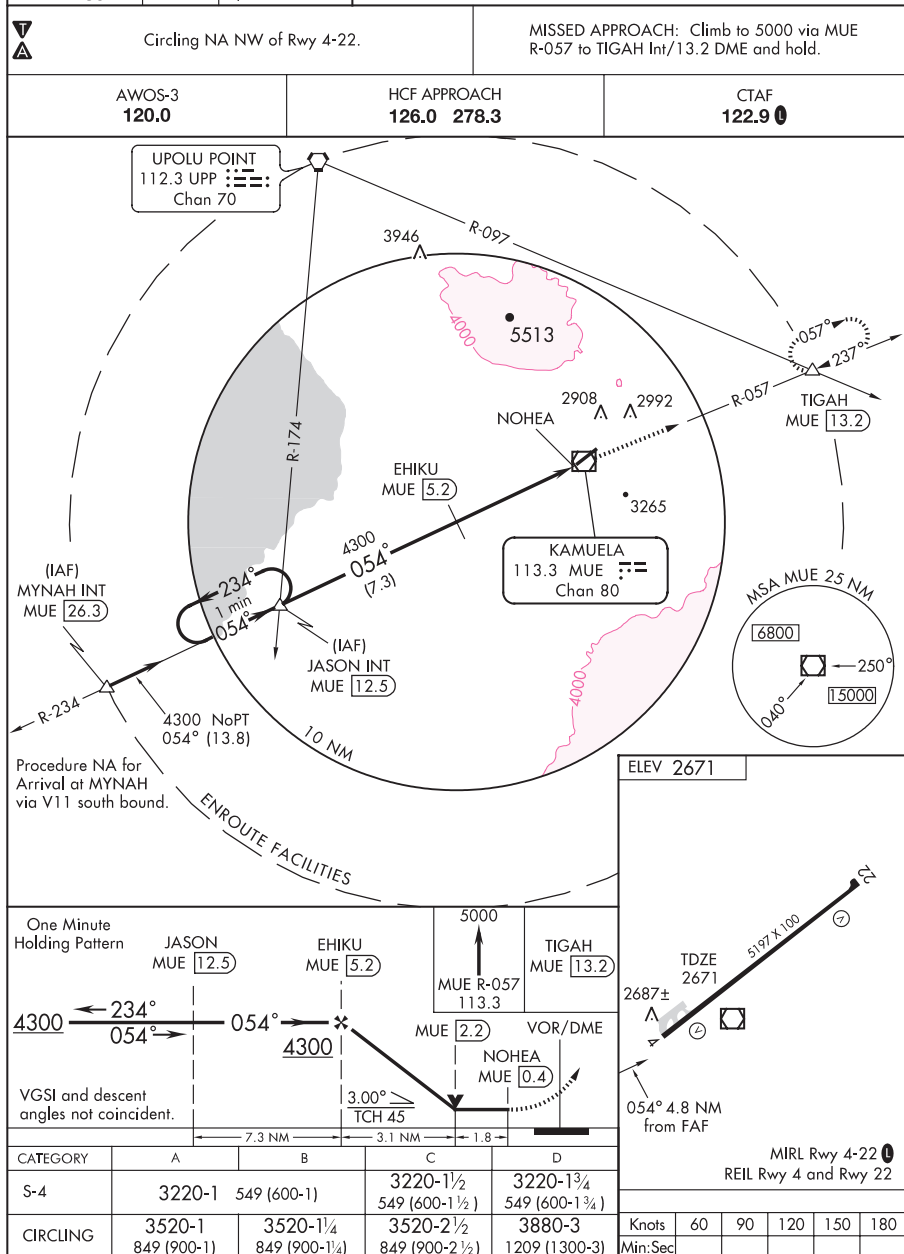 T
A
Circling NA NW of Rwy 4-22.
MISSED APPROACH: Climb to 5000 via MUE
R-057 to TIGAH Int/13.2 DME and hold.
AWOS-3
120.0
HCF APPROACH
126.0 278.3
CTAF
122.9 L
UPOLU POINT
112.3 UPP
Chan 70
3946
R-097
4000
5513
057°
237°
R-057
TIGAH
MUE 13.2
2908
2992
NOHEA
R-174
EHIKU
MUE 5.2
3265
4300
054°
(7.3)
KAMUELA
113.3 MUE
Chan 80
(IAF)
MYNAH INT
MUE 26.3
234°
1 min
054°
(IAF)
JASON INT
MUE 12.5
MSA MUE 25 NM
6800
250°
15000
040°
4000
R-234
4300 NoPT
054° (13.8)
10 NM
Procedure NA for
Arrival at MYNAH
via V11 south bound.
ENROUTE FACILITIES
ELEV 2671
22
5197 X 100
V
TDZE
2671
2687±
V
4
054° 4.8 NM
from FAF
MIRL Rwy 4-22 L
REIL Rwy 4 and Rwy 22
One Minute
Holding Pattern
JASON
MUE 12.5
EHIKU
MUE 5.2
5000
MUE R-057
113.3
TIGAH
MUE 13.2
4300
234°
054°
054°
4300
MUE 2.2
VOR/DME
NOHEA
MUE 0.4
VGSI and descent
angles not coincident.
3.00°
TCH 45
7.3 NM
3.1 NM
1.8
CATEGORY A B C D
S-4 3220-1 549 (600-1) 3220-1½ 549 (600-1½) 3220-1¾ 549 (600-1¾)
CIRCLING 3520-1 849 (900-1) 3520-1¼ 849 (900-1¼) 3520-2½ 849 (900-2½) 3880-3 1209 (1300-3)
Knots 60 90 120 150 180
Min:Sec